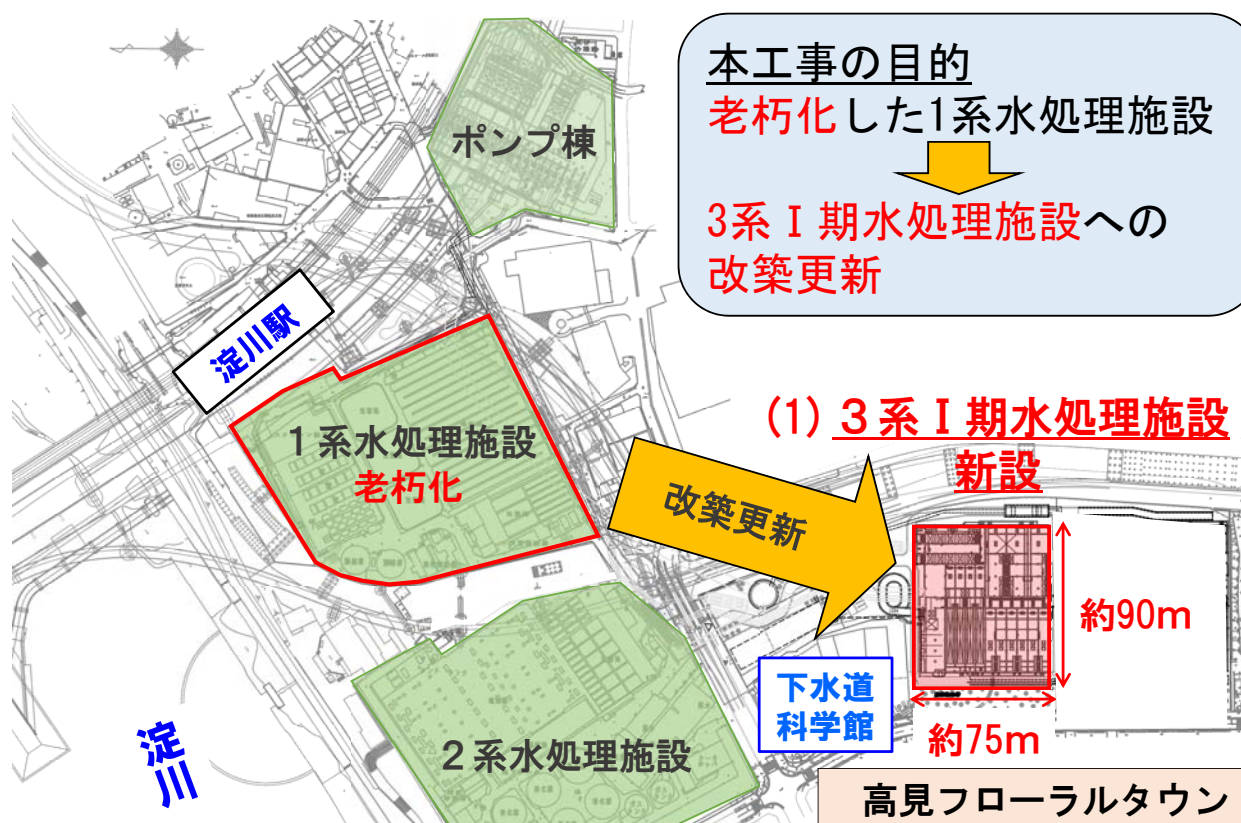 本工事の目的
老朽化した1系水処理施設
3系Ⅰ期水処理施設への
改築更新
ポンプ棟
淀川駅
１系水処理施設
老朽化
改築更新
(1) ３系Ⅰ期水処理施設
新設
約90m
約75m
下水道
科学館
２系水処理施設
淀川
高見フローラルタウン